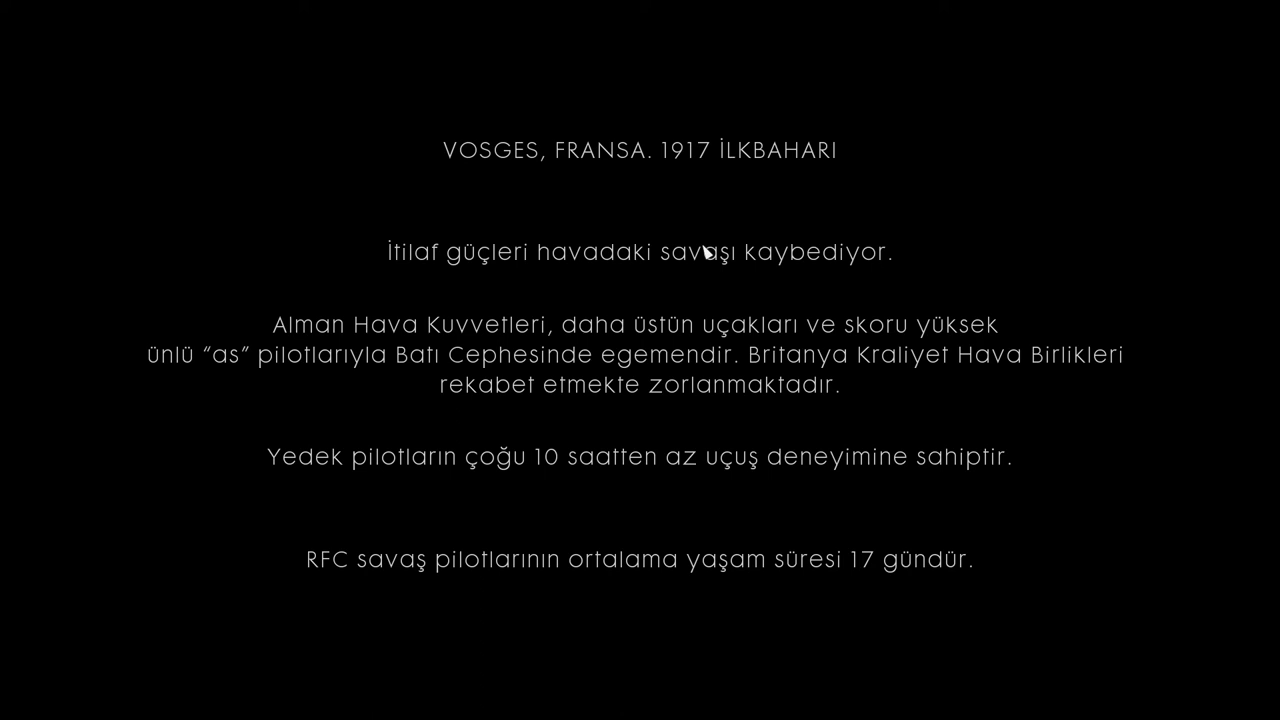 VOSGES, FRANSA. 1917 İLKBAHARI
İtilaf güçleri havadaki savaşı kaybediyor.
Alman Hava Kuvvetleri, daha üstün uçakları ve skoru yüksek
ünlü “as” pilotlarıyla Batı Cephesinde egemendir. Britanya Kraliyet Hava Birlikleri
rekabet etmekte zorlanmaktadır.
Yedek pilotların çoğu 10 saatten az uçuş deneyimine sahiptir.
RFC savaş pilotlarının ortalama yaşam süresi 17 gündür.